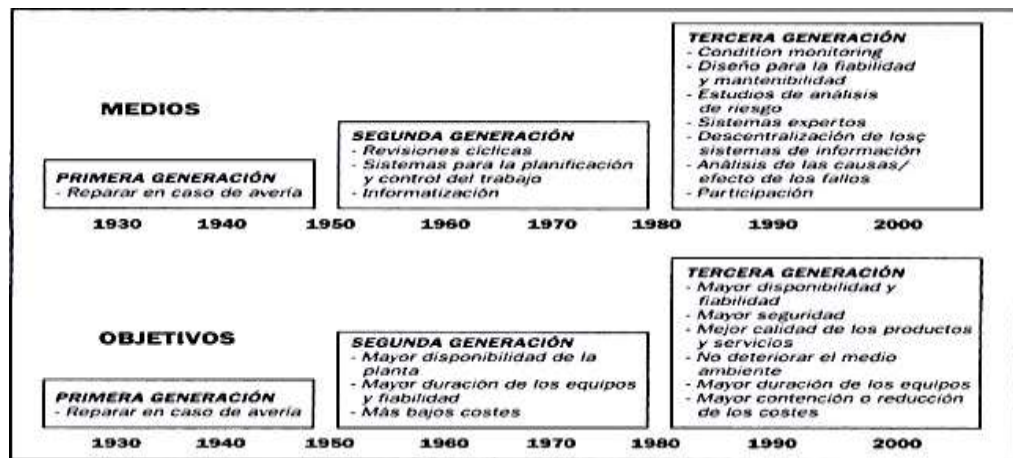 MEDIOS
PRIMERA GENERACIÓN
- Reparar en caso de avería
SEGUNDA GENERACIÓN
- Revisiones cíclicas
- Sistemas para la planificación
y control del trabajo
- Informatización
TERCERA GENERACIÓN
- Condition monitoring
- Diseño para la fiabilidad
y mantenibilidad
- Estudios de análisis
de riesgo
- Sistemas expertos
- Descentralización de losç
sistemas de información
- Análisis de las causas/
efecto de los fallos
- Participación
1930 1940 1950 1960 1970 1980 1990 2000
OBJETIVOS
PRIMERA GENERACIÓN
- Reparar en caso de avería
SEGUNDA GENERACIÓN
- Mayor disponibilidad de la
planta
- Mayor duración de los equipos
y fiabilidad
- Más bajos costes
TERCERA GENERACIÓN
- Mayor disponibilidad y
fiabilidad
- Mayor seguridad
- Mejor calidad de los productos
y servicios
- No deteriorar el medio
ambiente
- Mayor duración de los equipos
- Mayor contención o reducción
de los costes
1930 1940 1950 1960 1970 1980 1990 2000